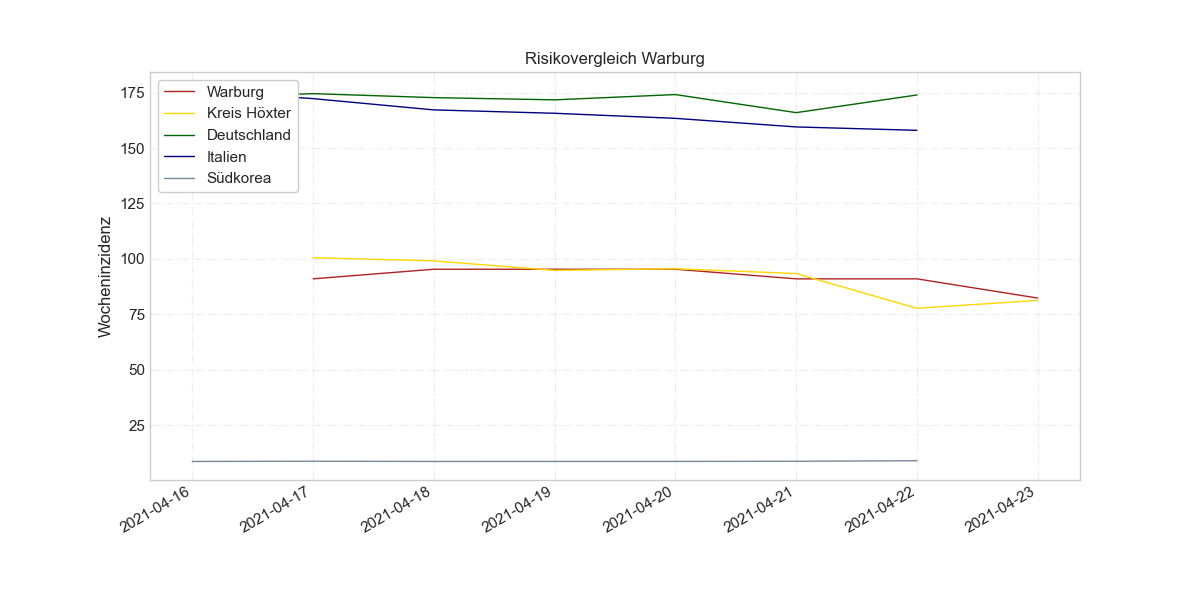 Risikovergleich Warburg
Warburg
Kreis Höxter
Deutschland
Italien
Südkorea
Wocheninzidenz
175
150
125
100
75
50
25
2021-04-16
2021-04-17
2021-04-18
2021-04-19
2021-04-20
2021-04-21
2021-04-22
2021-04-23